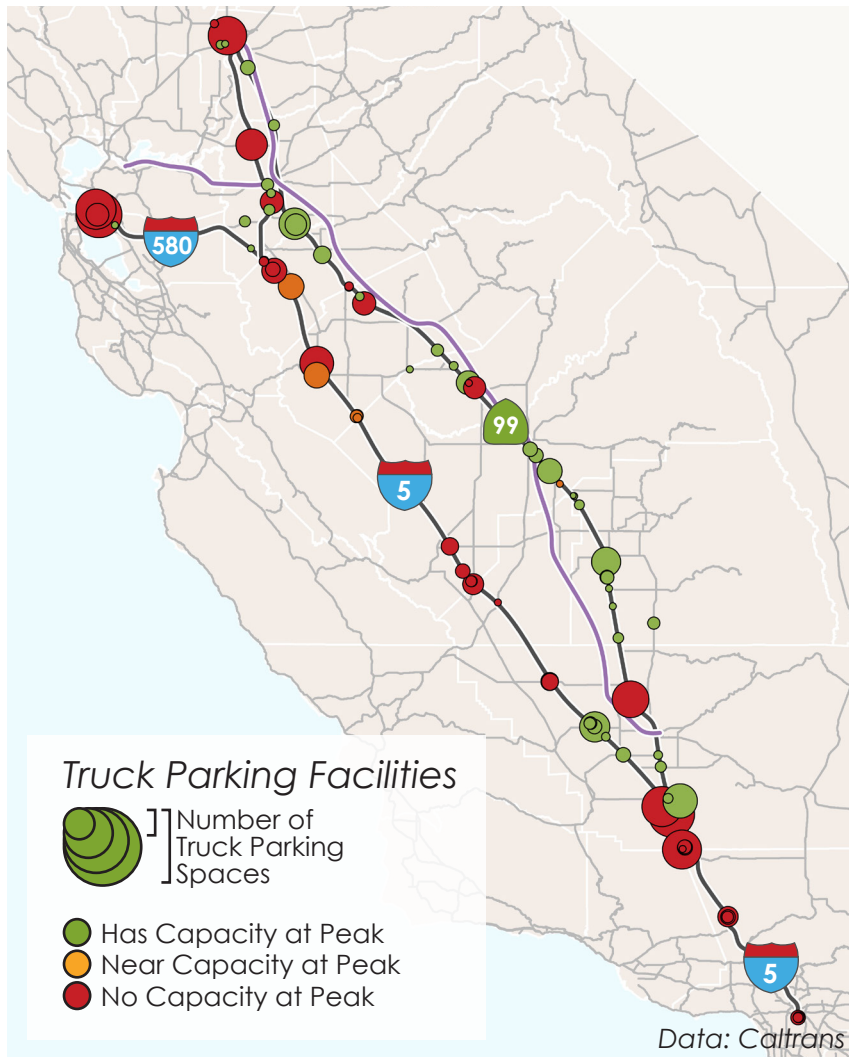 580
99
5
Truck Parking Facilities
Number of
Truck Parking
Spaces
Has Capacity at Peak
Near Capacity at Peak
No Capacity at Peak
5
Data: Caltrans